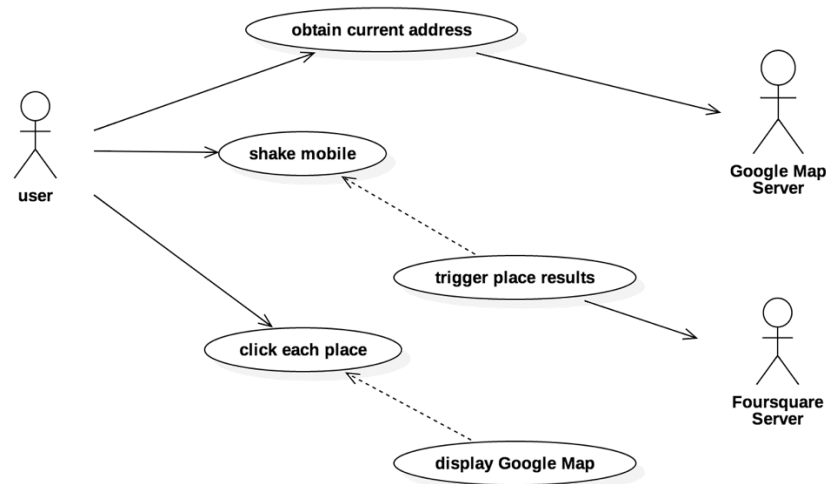 obtain current address
user
shake mobile
Google Map
Server
trigger place results
click each place
Foursquare
Server
display Google Map